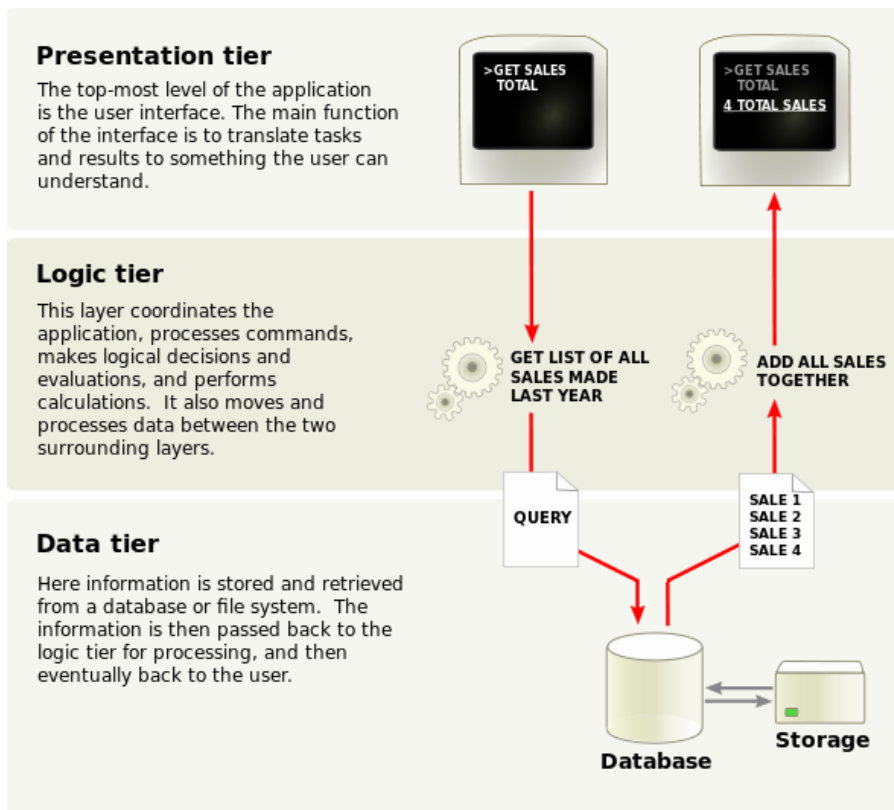 Presentation tier
The top-most level of the application
is the user interface. The main function
of the interface is to translate tasks
and results to something the user can
understand.
>GET SALES
TOTAL
>GET SALES
TOTAL
4 TOTAL SALES
Logic tier
This layer coordinates the
application, processes commands,
makes logical decisions and
evaluations, and performs
calculations.  It also moves and
processes data between the two
surrounding layers.
GET LIST OF ALL
SALES MADE
LAST YEAR
ADD ALL SALES
TOGETHER
QUERY
SALE 1
SALE 2
SALE 3
SALE 4
Data tier
Here information is stored and retrieved
from a database or file system.  The
information is then passed back to the
logic tier for processing, and then
eventually back to the user.
Database
Storage